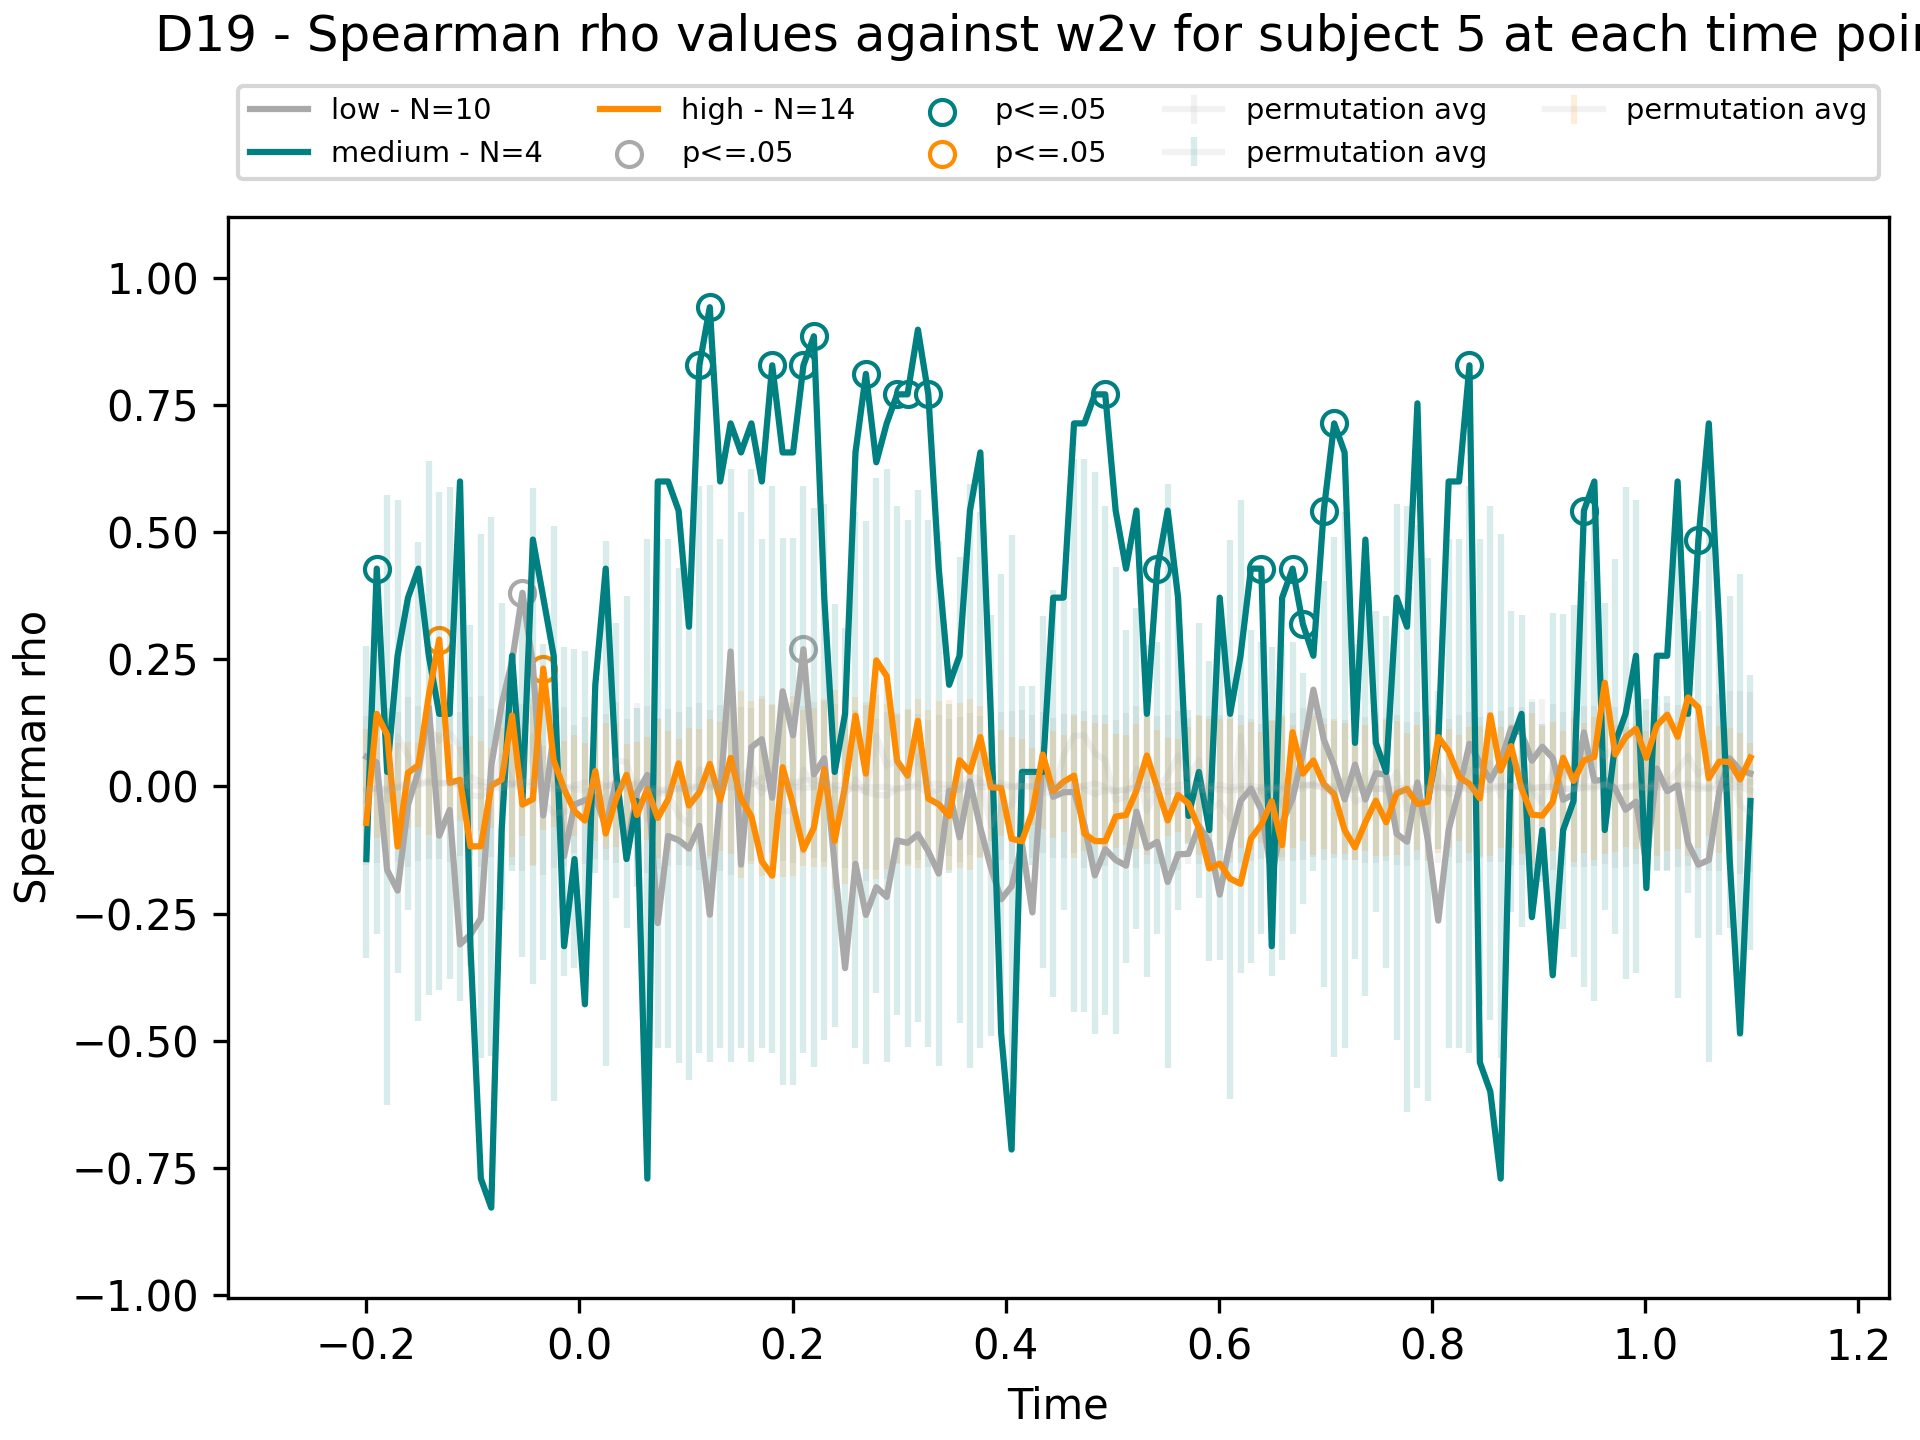 D19 - Spearman rho values against w2v for subject 5 at each time
low - N=10
medium - N=4
high - N=14
p<=.05
p<=.05
p<=.05
permutation avg
permutation avg
permutation avg
Spearman rho
1.00
0.75
0.50
0.25
0.00
−0.25
−0.50
−0.75
−1.00
−0.2
0.0
0.2
0.4
0.6
0.8
1.0
1.2
Time